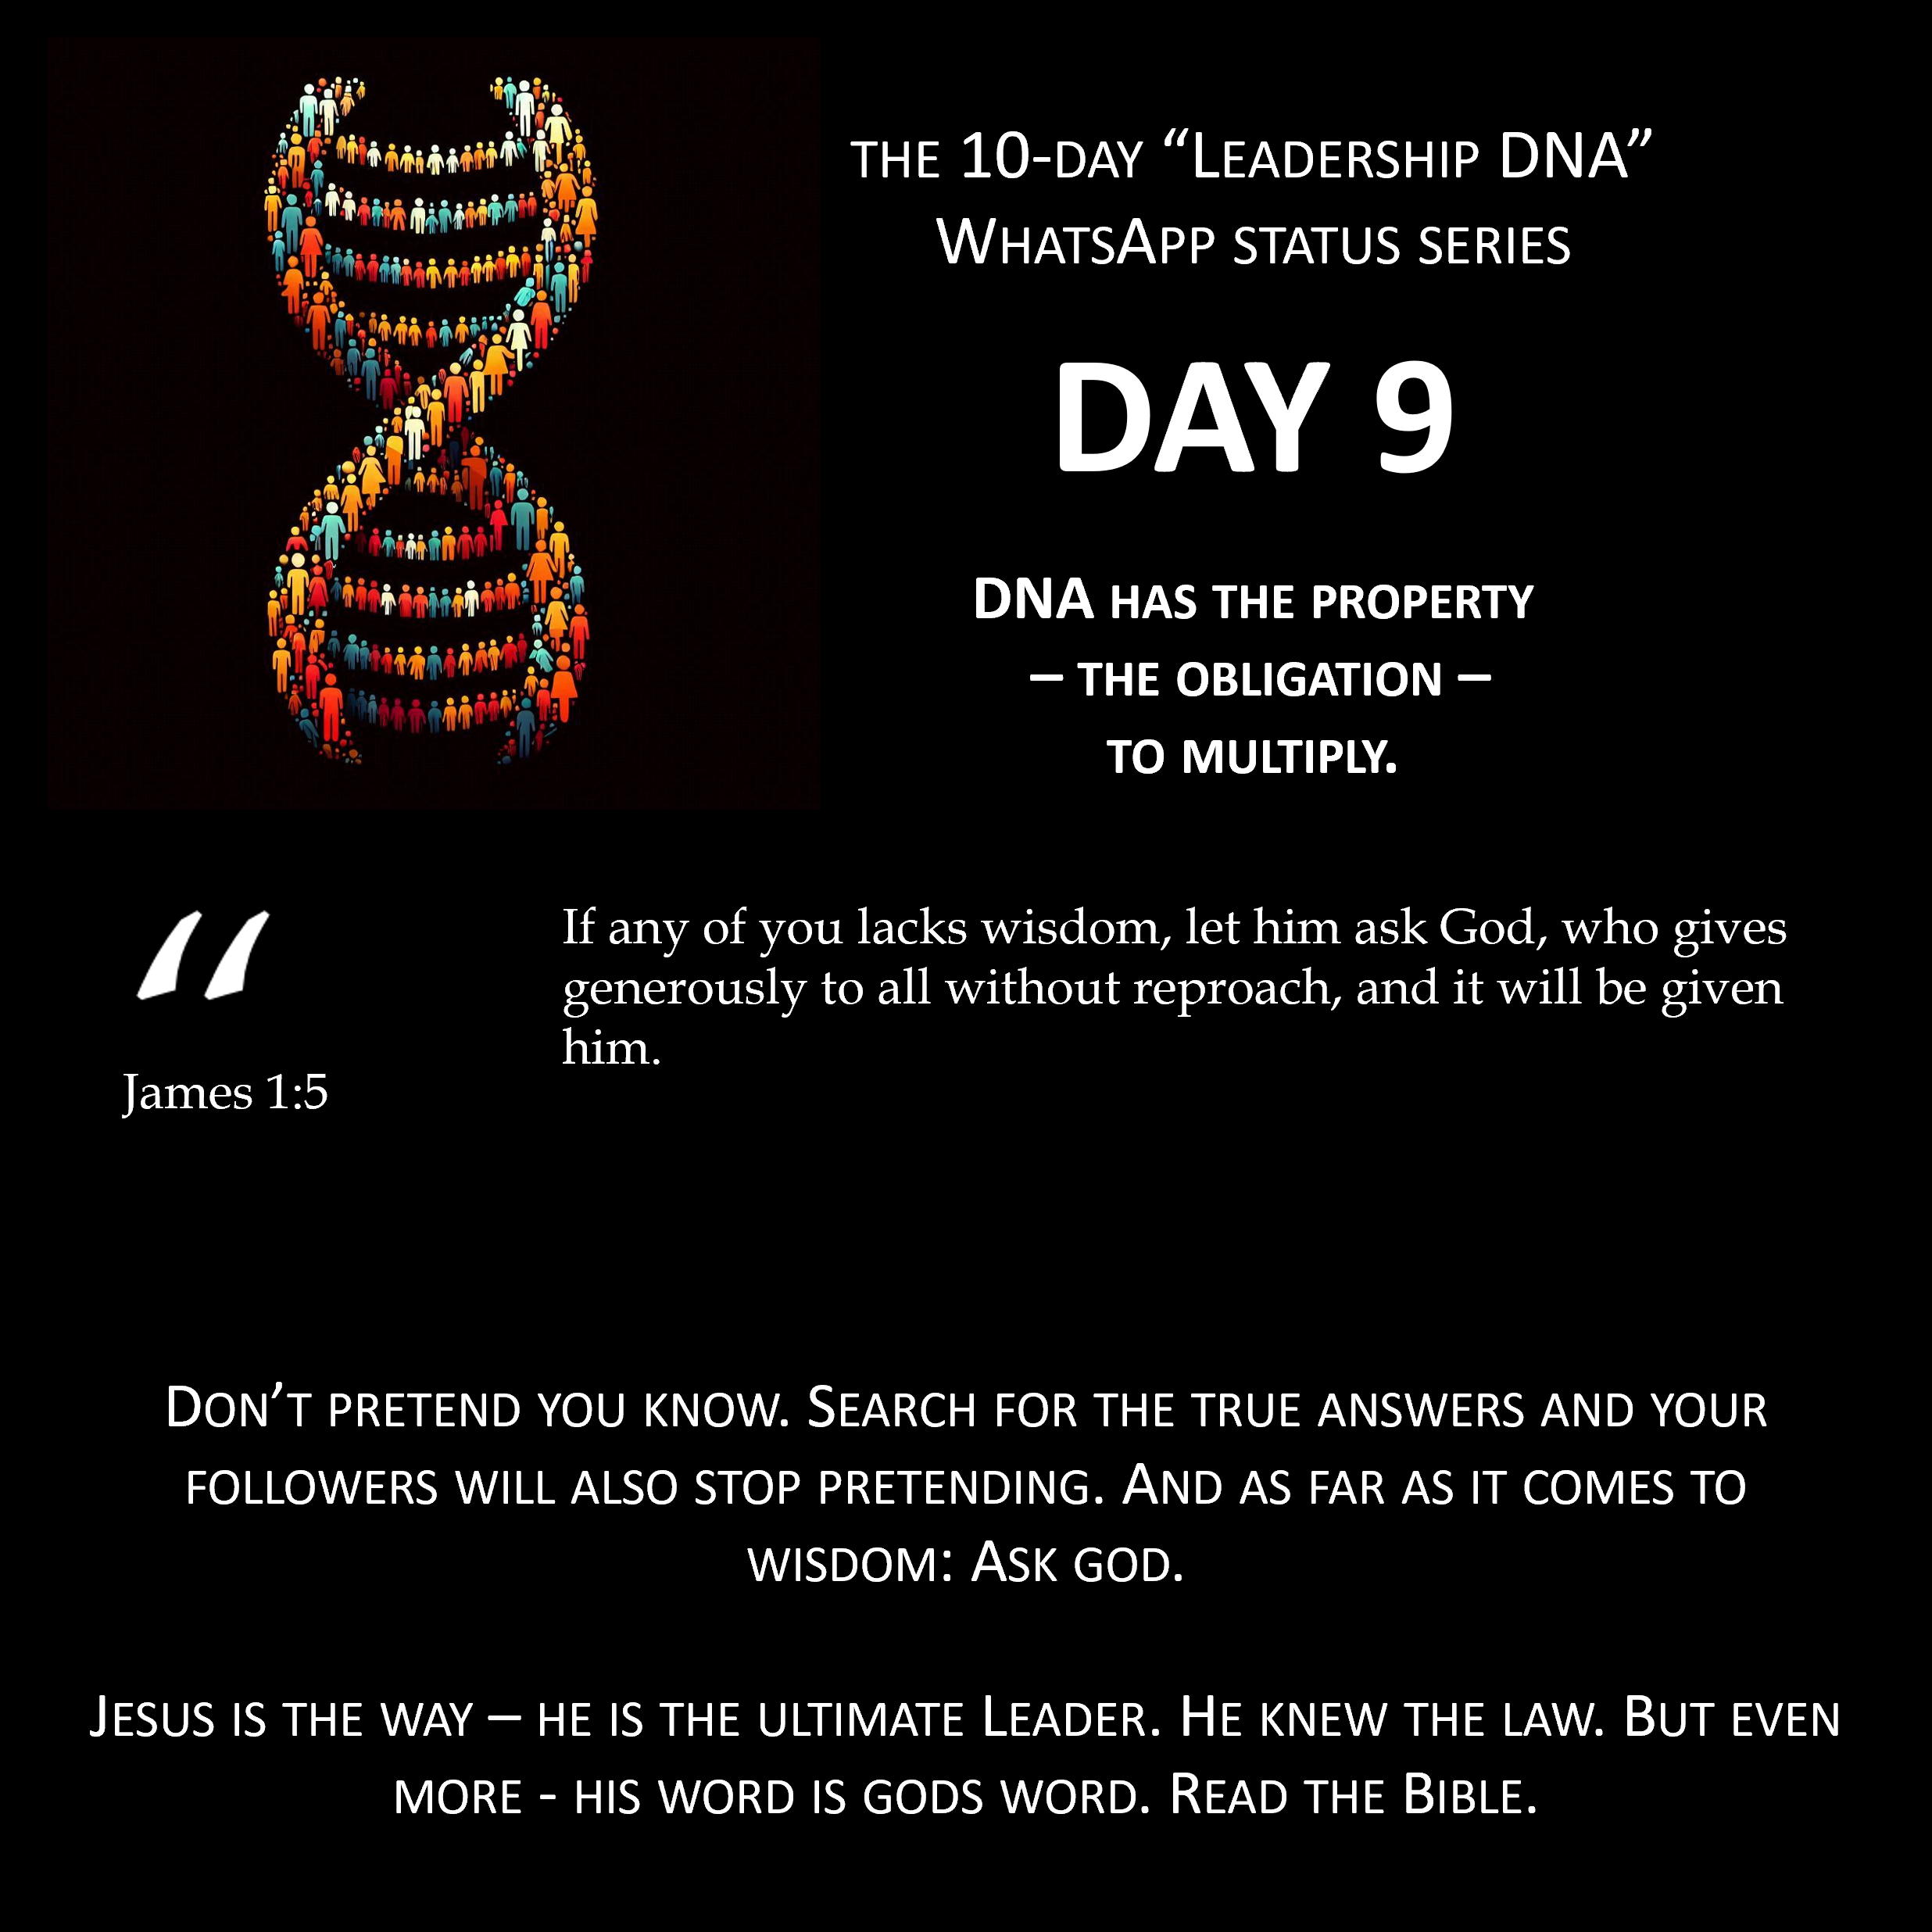 THE 10-DAY “LEADERSHIP DNA”
WHATSAPP STATUS SERIES
DAY 9
DNA HAS THE PROPERTY
– THE OBLIGATION –
TO MULTIPLY.
“
James 1:5
If any of you lacks wisdom, let him ask God, who gives
generously to all without reproach, and it will be given
him.
DON’T PRETEND YOU KNOW. SEARCH FOR THE TRUE ANSWERS AND YOUR
FOLLOWERS WILL ALSO STOP PRETENDING. AND AS FAR AS IT COMES TO
WISDOM: ASK GOD.
JESUS IS THE WAY – HE IS THE ULTIMATE LEADER. HE KNEW THE LAW. BUT EVEN
MORE - HIS WORD IS GODS WORD. READ THE BIBLE.